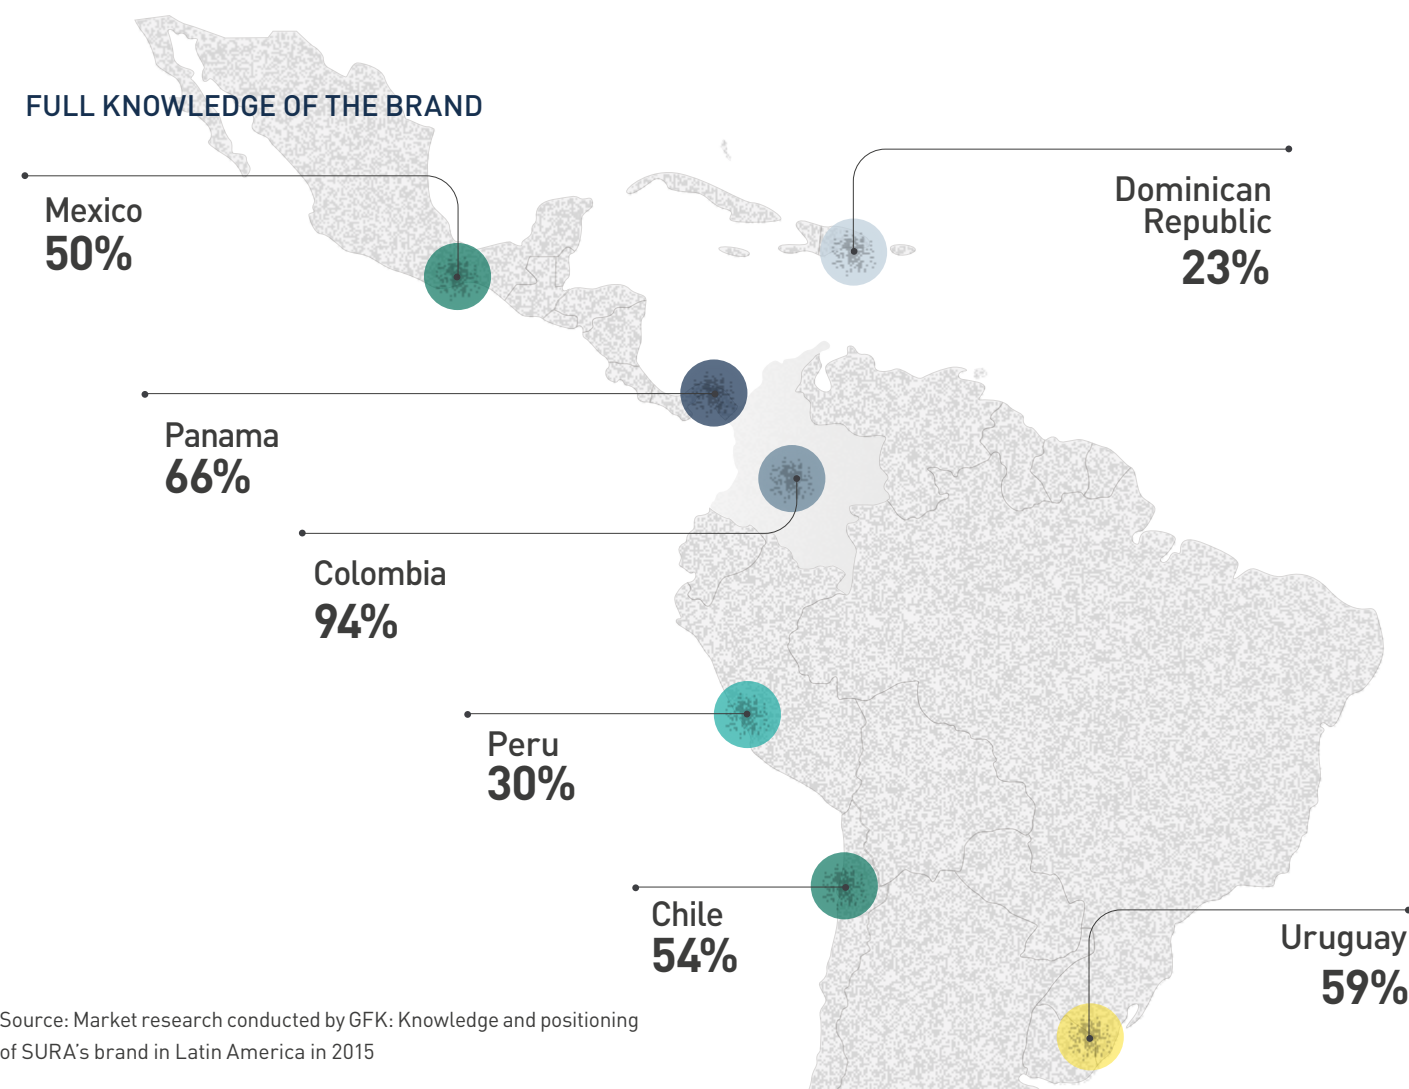 FULL KNOWLEDGE OF THE BRAND
Mexico
50%
Dominican
Republic
23%
Panama
66%
Colombia
94%
Peru
30%
Chile
54%
Uruguay
59%
Source: Market research conducted by GFK: Knowledge and positioning
of SURA's brand in Latin America in 2015